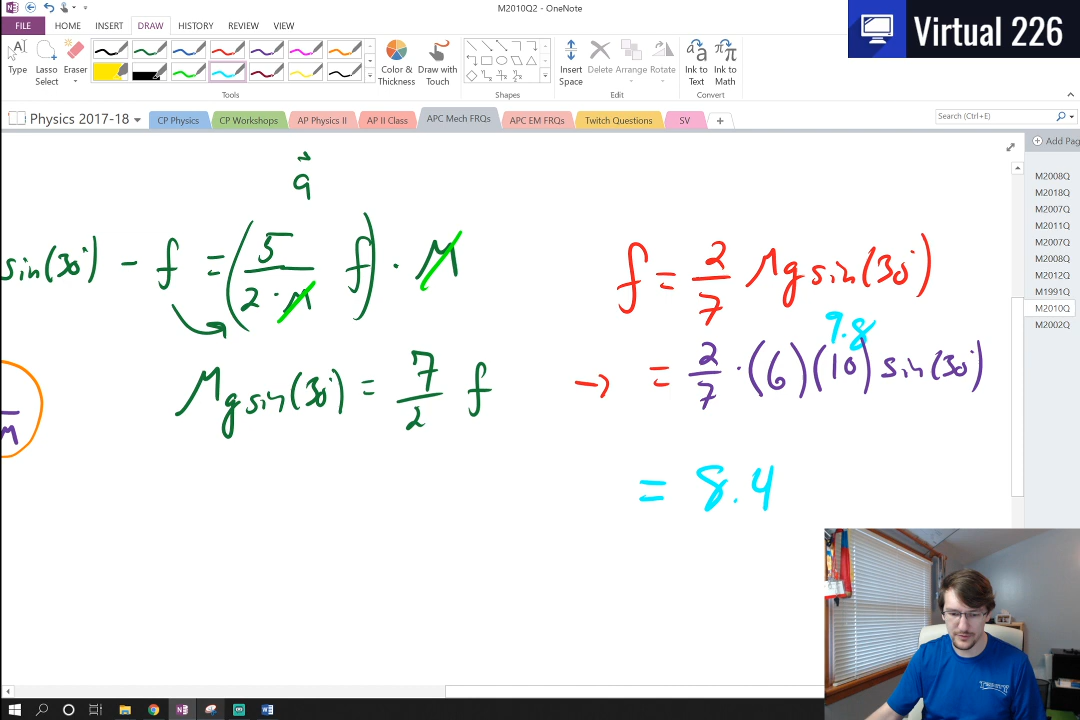 M2010Q2 - OneNote
FILE HOME INSERT DRAW HISTORY REVIEW VIEW
Virtual 226
Type
Lasso Select
Eraser
Color & Thickness
Draw with Touch
Insert Space
Delete
Arrange
Rotate
Ink to Text
Ink to Math
Tools
Shapes
Edit
Convert
Physics 2017-18
CP Physics
CP Workshops
AP Physics II
AP II Class
APC Mech FRQs
APC EM FRQs
Twitch Questions
SV
Search (Ctrl+E)
Add Pag
M2008Q
M2018Q
M2007Q
M2011Q
M2007Q
M2008Q
M2012Q
M1991Q
M2010Q
M2002Q
a
sin(30°) - f = (5/2·M f) · M
Mg sin(30°) = 7/2 f
M
f = 2/7 Mg sin(30°)
9.8
→ = 2/7 · (6)(10) sin(30°)
= 8.4